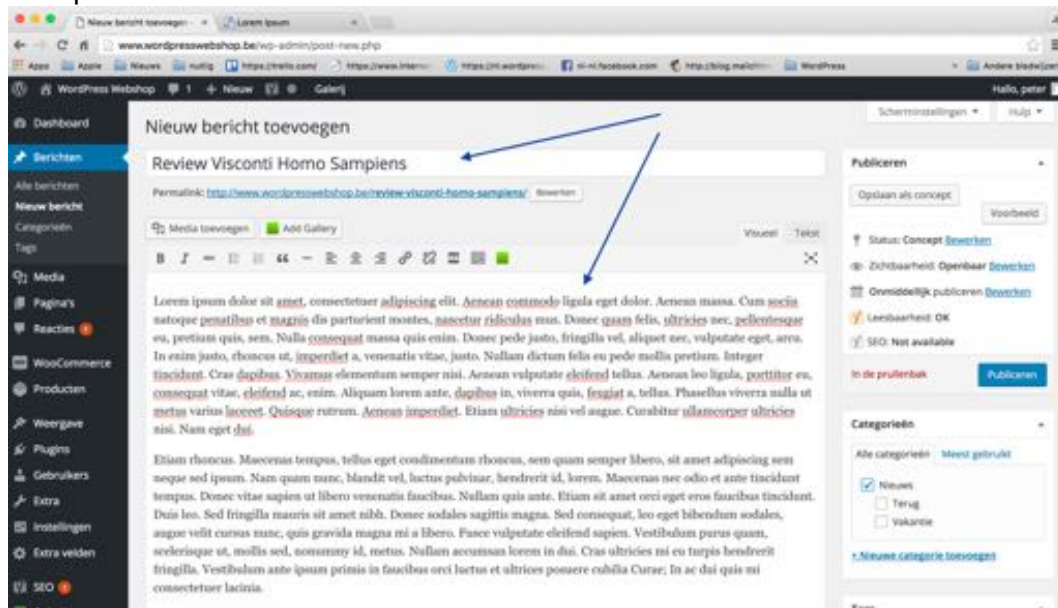 Nieuw bericht toevoegen -
Lorem Ipsum
www.wordpresswebshop.be/wp-admin/post-new.php
Apps Apple Nieuws nuttig https://trello.com/ nl-nl.facebook.com WordPress Andere bladwijzers
WordPress Webshop 1 + Nieuw Galerij Hallo, peter
Scherminstellingen Hulp
Dashboard
Berichten
Alle berichten
Nieuw bericht
Categorieën
Tags
Media
Pagina's
Reacties
WooCommerce
Producten
Weergave
Plugins
Gebruikers
Extra
Instellingen
Extra velden
SEO
Nieuw bericht toevoegen
Review Visconti Homo Sampiens
Permalink: http://www.wordpresswebshop.be/review-visconti-homo-sampiens/ Bewerken
Media toevoegen Add Gallery Visueel Tekst
Lorem ipsum dolor sit amet, consectetuer adipiscing elit. Aenean commodo ligula eget dolor. Aenean massa. Cum sociis
natoque penatibus et magnis dis parturient montes, nascetur ridiculus mus. Donec quam felis, ultricies nec, pellentesque
eu, pretium quis, sem. Nulla consequat massa quis enim. Donec pede justo, fringilla vel, aliquet nec, vulputate eget, arcu.
In enim justo, rhoncus ut, imperdiet a, venenatis vitae, justo. Nullam dictum felis eu pede mollis pretium. Integer
tincidunt. Cras dapibus. Vivamus elementum semper nisi. Aenean vulputate eleifend tellus. Aenean leo ligula, porttitor eu,
consequat vitae, eleifend ac, enim. Aliquam lorem ante, dapibus in, viverra quis, feugiat a, tellus. Phasellus viverra nulla ut
metus varius laoreet. Quisque rutrum. Aenean imperdiet. Etiam ultricies nisi vel augue. Curabitur ullamcorper ultricies
nisi. Nam eget dui.
Etiam rhoncus. Maecenas tempus, tellus eget condimentum rhoncus, sem quam semper libero, sit amet adipiscing sem
neque sed ipsum. Nam quam nunc, blandit vel, luctus pulvinar, hendrerit id, lorem. Maecenas nec odio et ante tincidunt
tempus. Donec vitae sapien ut libero venenatis faucibus. Nullam quis ante. Etiam sit amet orci eget eros faucibus tincidunt.
Duis leo. Sed fringilla mauris sit amet nibh. Donec sodales sagittis magna. Sed consequat, leo eget bibendum sodales,
augue velit cursus nunc, quis gravida magna mi a libero. Fusce vulputate eleifend sapien. Vestibulum purus quam,
scelerisque ut, mollis sed, nonummy id, metus. Nullam accumsan lorem in dui. Cras ultricies mi eu turpis hendrerit
fringilla. Vestibulum ante ipsum primis in faucibus orci luctus et ultrices posuere cubilia Curae; In ac dui quis mi
consectetuer lacinia.
Publiceren
Opslaan als concept
Voorbeeld
Status: Concept Bewerken
Zichtbaarheid: Openbaar Bewerken
Onmiddellijk publiceren Bewerken
Leesbaarheid: OK
SEO: Not available
In de prullenbak Publiceren
Categorieën
Alle categorieën Meest gebruikt
Nieuws
Terug
Vakantie
+ Nieuwe categorie toevoegen